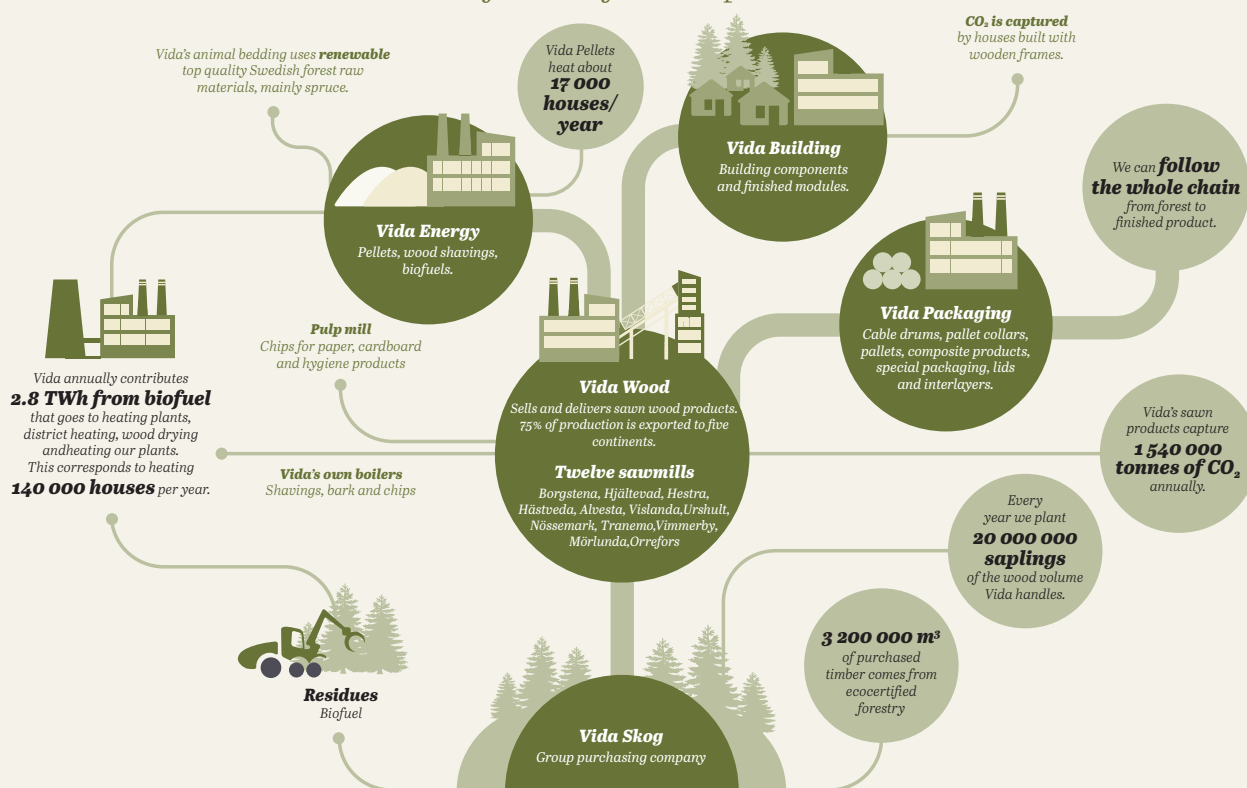 Vida's animal bedding uses renewable
top quality Swedish forest raw
materials, mainly spruce.
Vida Pellets
heat about
17 000
houses/
year
CO₂ is captured
by houses built with
wooden frames.
Vida Building
Building components
and finished modules.
We can follow
the whole chain
from forest to
finished product.
Vida Energy
Pellets, wood shavings,
biofuels.
Vida Packaging
Cable drums, pallet collars,
pallets, composite products,
special packaging, lids
and interlayers.
Pulp mill
Chips for paper, cardboard
and hygiene products
Vida annually contributes
2.8 TWh from biofuel
that goes to heating plants,
district heating, wood drying
andheating our plants.
This corresponds to heating
140 000 houses per year.
Vida Wood
Sells and delivers sawn wood products.
75% of production is exported to five
continents.
Twelve sawmills
Borgstena, Hjältevad, Hestra,
Hästveda, Alvesta, Vislanda,Urshult,
Nössemark, Tranemo,Vimmerby,
Mörlunda,Orrefors
Vida's own boilers
Shavings, bark and chips
Vida's sawn
products capture
1 540 000
tonnes of CO₂
annually.
Every
year we plant
20 000 000
saplings
of the wood volume
Vida handles.
3 200 000 m³
of purchased
timber comes from
ecocertified
forestry
Residues
Biofuel
Vida Skog
Group purchasing company